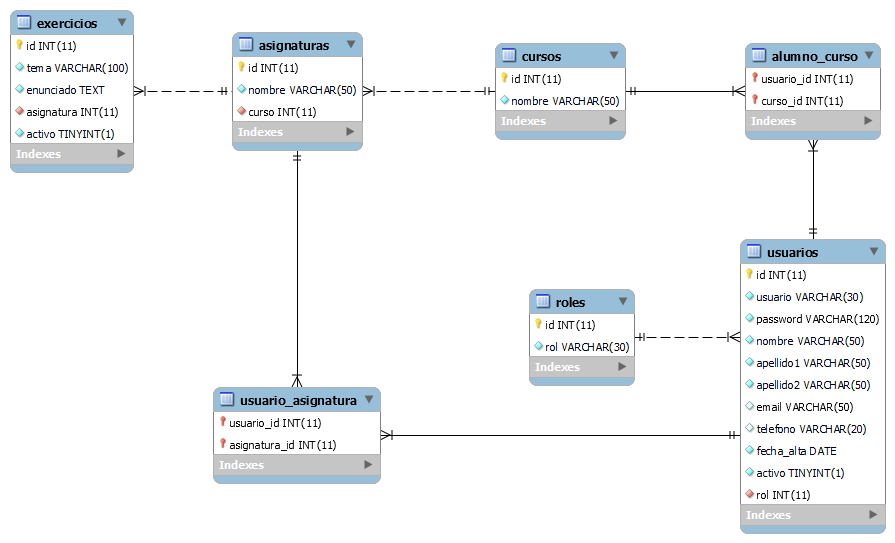 exercicios
id INT(11)
tema VARCHAR(100)
enunciado TEXT
asignatura INT(11)
activo TINYINT(1)
Indexes
asignaturas
id INT(11)
nombre VARCHAR(50)
curso INT(11)
Indexes
cursos
id INT(11)
nombre VARCHAR(50)
Indexes
alumno_curso
usuario_id INT(11)
curso_id INT(11)
Indexes
roles
id INT(11)
rol VARCHAR(30)
Indexes
usuarios
id INT(11)
usuario VARCHAR(30)
password VARCHAR(120)
nombre VARCHAR(50)
apellido1 VARCHAR(50)
apellido2 VARCHAR(50)
email VARCHAR(50)
telefono VARCHAR(20)
fecha_alta DATE
activo TINYINT(1)
rol INT(11)
Indexes
usuario_asignatura
usuario_id INT(11)
asignatura_id INT(11)
Indexes